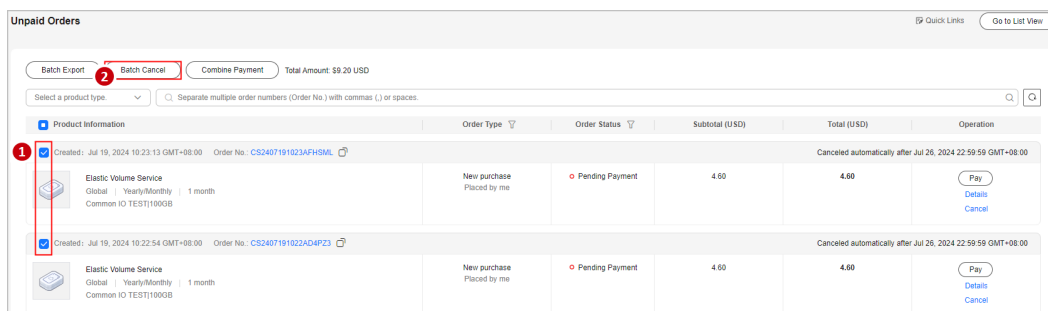 Unpaid Orders
Quick Links
Go to List View
Batch Export
2
Batch Cancel
Combine Payment
Total Amount: $9.20 USD
Select a product type.
Separate multiple order numbers (Order No.) with commas (,) or spaces.
Product Information
Order Type
Order Status
Subtotal (USD)
Total (USD)
Operation
1
Created: Jul 19, 2024 10:23:13 GMT+08:00 Order No.: CS2407191023AFHSML
Canceled automatically after Jul 26, 2024 22:59:59 GMT+08:00
Elastic Volume Service
Global | Yearly/Monthly | 1 month
Common IO TEST|100GB
New purchase
Placed by me
Pending Payment
4.60
4.60
Pay
Details
Cancel
Created: Jul 19, 2024 10:22:54 GMT+08:00 Order No.: CS2407191022AD4PZ3
Canceled automatically after Jul 26, 2024 22:59:59 GMT+08:00
Elastic Volume Service
Global | Yearly/Monthly | 1 month
Common IO TEST|100GB
New purchase
Placed by me
Pending Payment
4.60
4.60
Pay
Details
Cancel